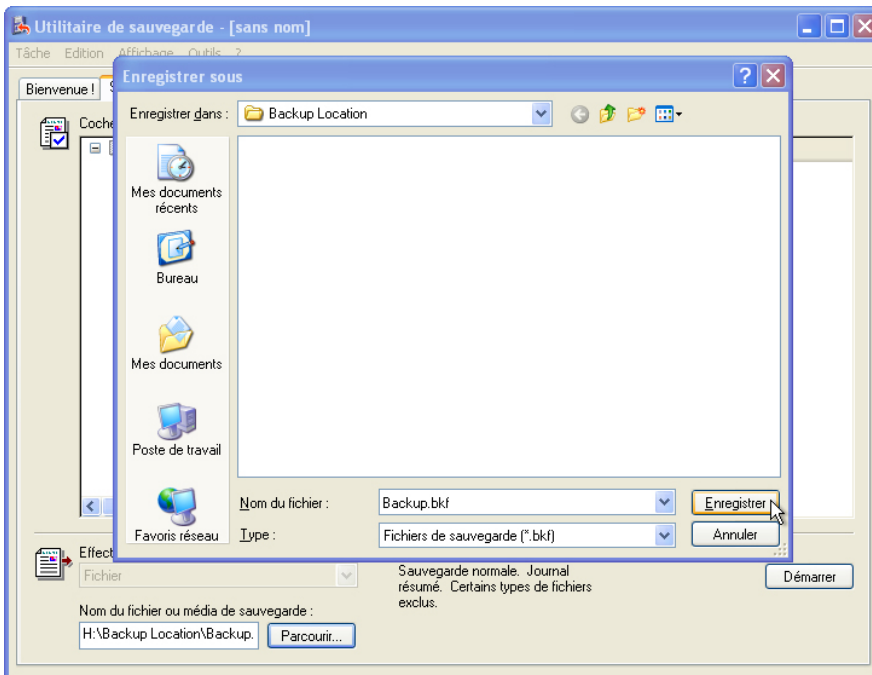 Utilitaire de sauvegarde - [sans nom]
Tâche Edition Affichage Outils ?
Enregistrer sous
Bienvenue !
Enregistrer dans : Backup Location
Coche
Mes documents
récents
Bureau
Mes documents
Poste de travail
Favoris réseau
Nom du fichier : Backup.bkf Enregistrer
Type : Fichiers de sauvegarde (*.bkf) Annuler
Effect
Fichier
Sauvegarde normale. Journal
résumé. Certains types de fichiers
exclus.
Démarrer
Nom du fichier ou média de sauvegarde :
H:\Backup Location\Backup. Parcourir...